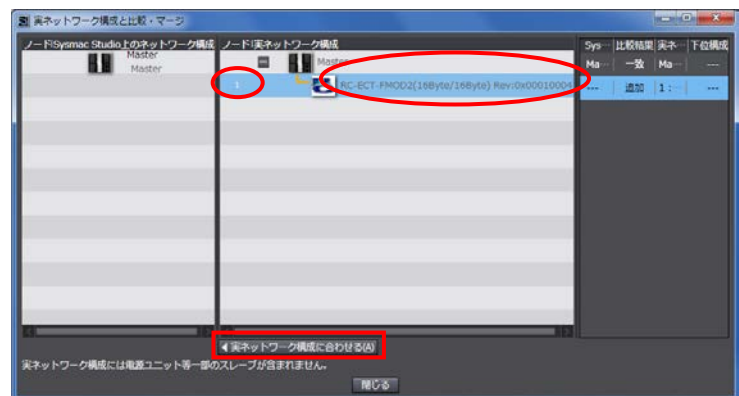 実ネットワーク構成と比較・マージ
ノード Sysmac Studio上のネットワーク構成 ノード 実ネットワーク構成 Sys… 比較結果 実ネ… 下位構成
Master
Master
Master
Ma… 一致 Ma… ---
1 RC-ECT-FMOD2(16Byte/16Byte) Rev:0x00010004 --- 追加 1：… ---
実ネットワーク構成に合わせる(A)
実ネットワーク構成には電源ユニット等一部のスレーブが含まれません。
閉じる